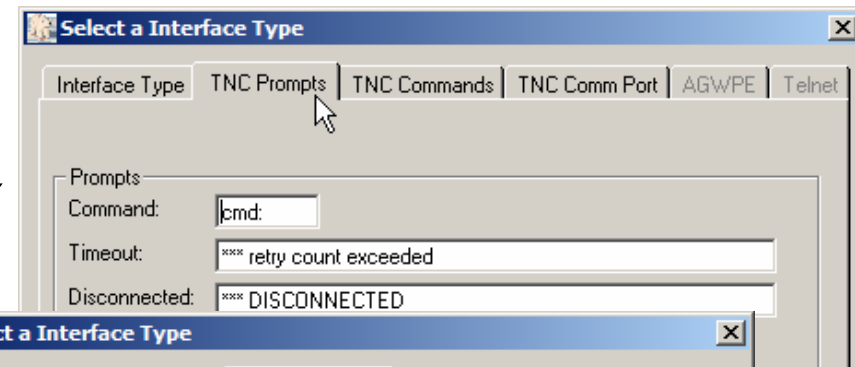 Select a Interface Type
Interface Type TNC Prompts TNC Commands TNC Comm Port AGWPE Telnet
Prompts
Command: cmd:
Timeout: *** retry count exceeded
Disconnected: *** DISCONNECTED
ct a Interface Type